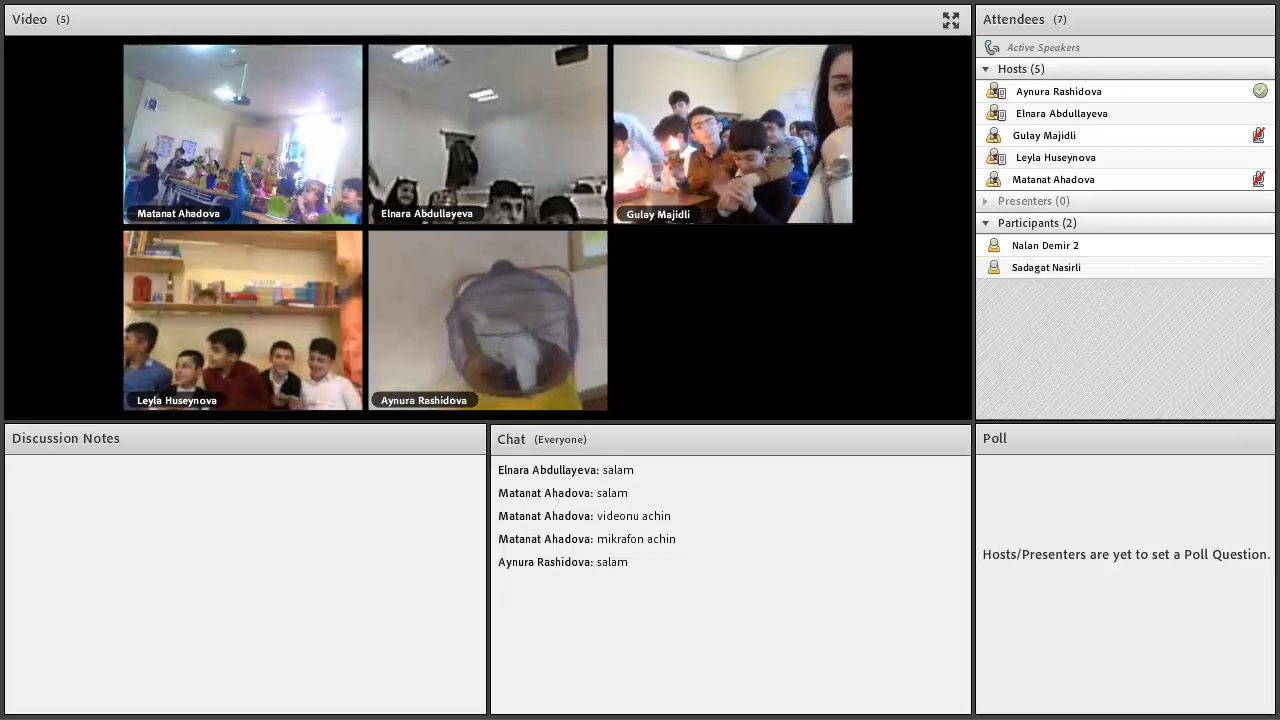 Video (5)
Matanat Ahadova
Elnara Abdullayeva
Gulay Majidli
Leyla Huseynova
Aynura Rashidova
Attendees (7)
Active Speakers
Hosts (5)
Aynura Rashidova
Elnara Abdullayeva
Gulay Majidli
Leyla Huseynova
Matanat Ahadova
Presenters (0)
Participants (2)
Nalan Demir 2
Sadagat Nasirli
Discussion Notes
Chat (Everyone)
Elnara Abdullayeva: salam
Matanat Ahadova: salam
Matanat Ahadova: videonu achin
Matanat Ahadova: mikrafon achin
Aynura Rashidova: salam
Poll
Hosts/Presenters are yet to set a Poll Question.